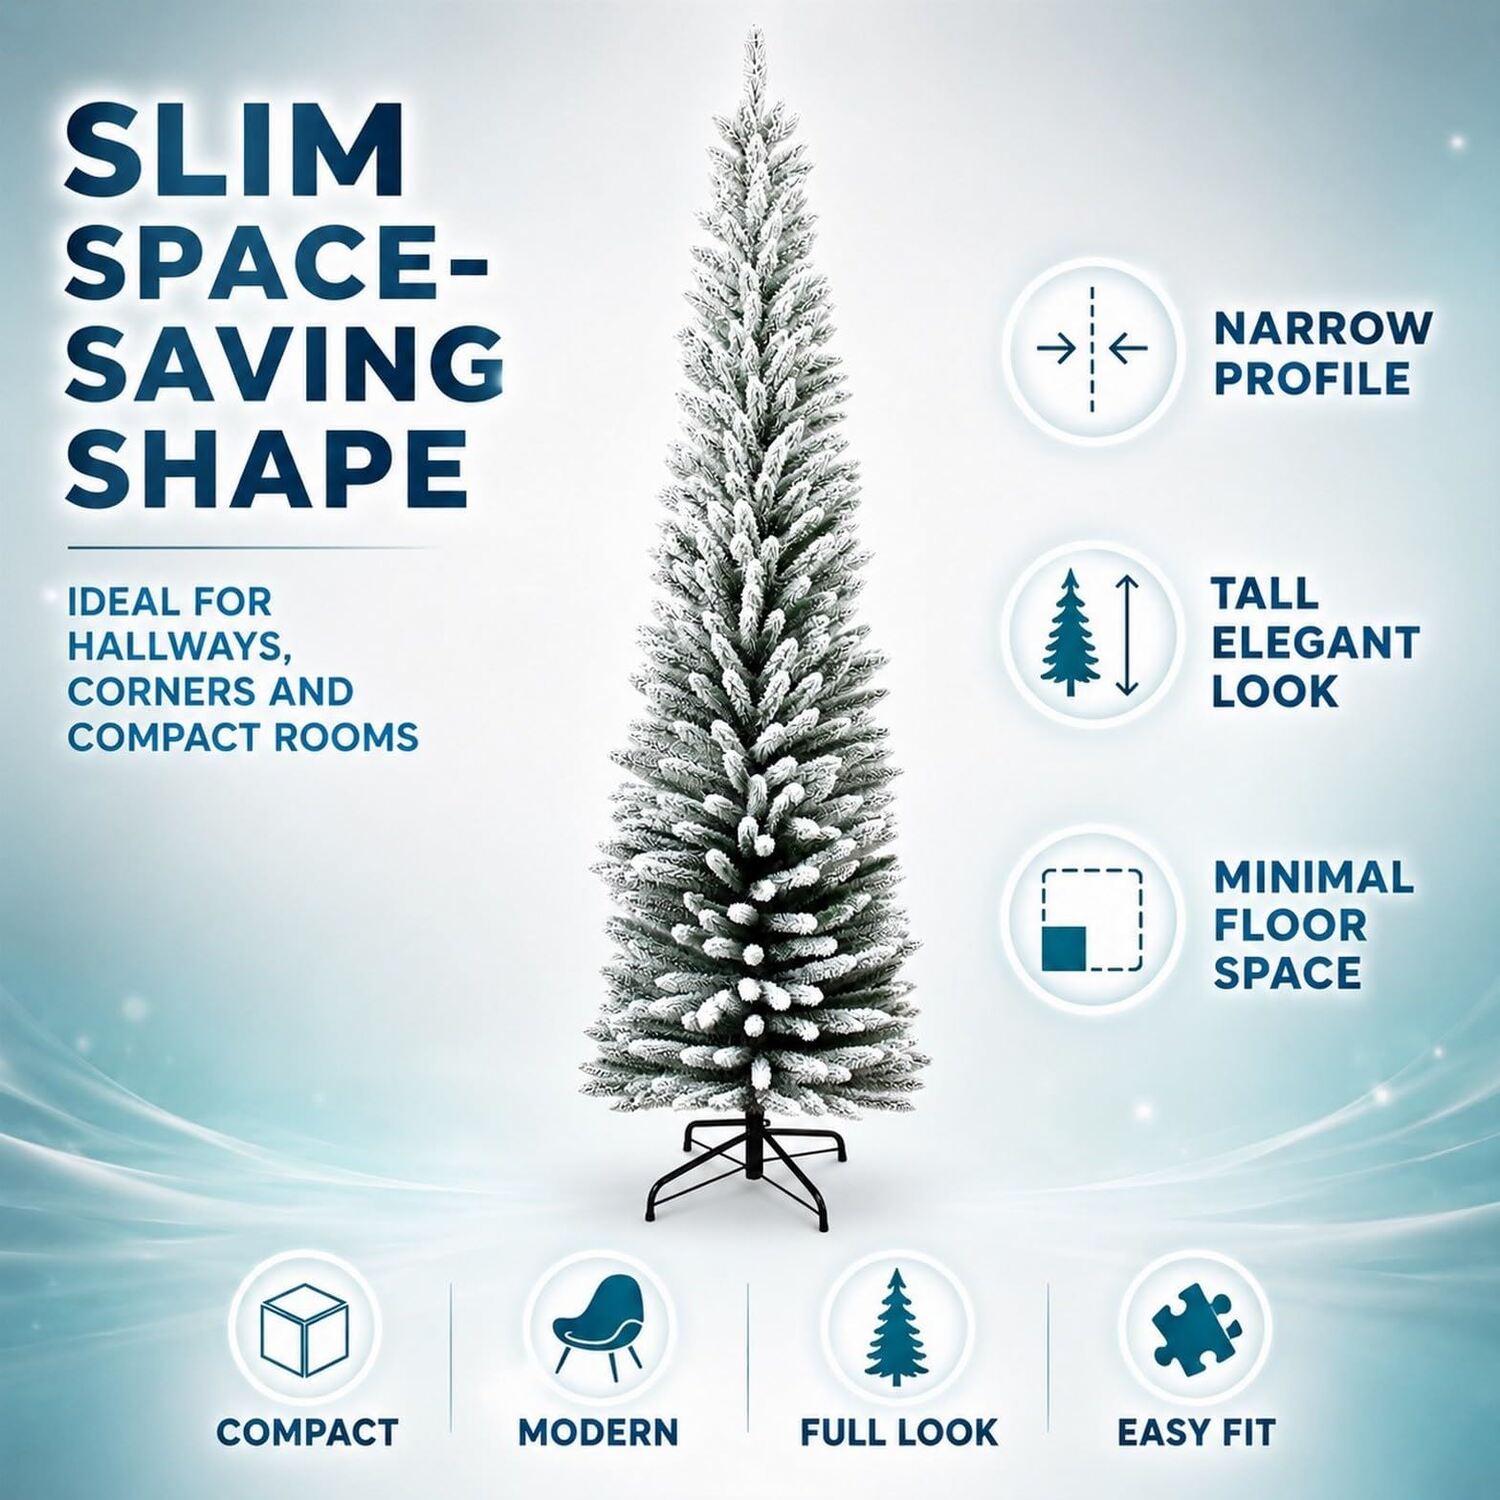 SLIM
SPACE-
SAVING
SHAPE
IDEAL FOR
HALLWAYS,
CORNERS AND
COMPACT ROOMS
NARROW
PROFILE
TALL
ELEGANT
LOOK
MINIMAL
FLOOR
SPACE
COMPACT
MODERN
FULL LOOK
EASY FIT